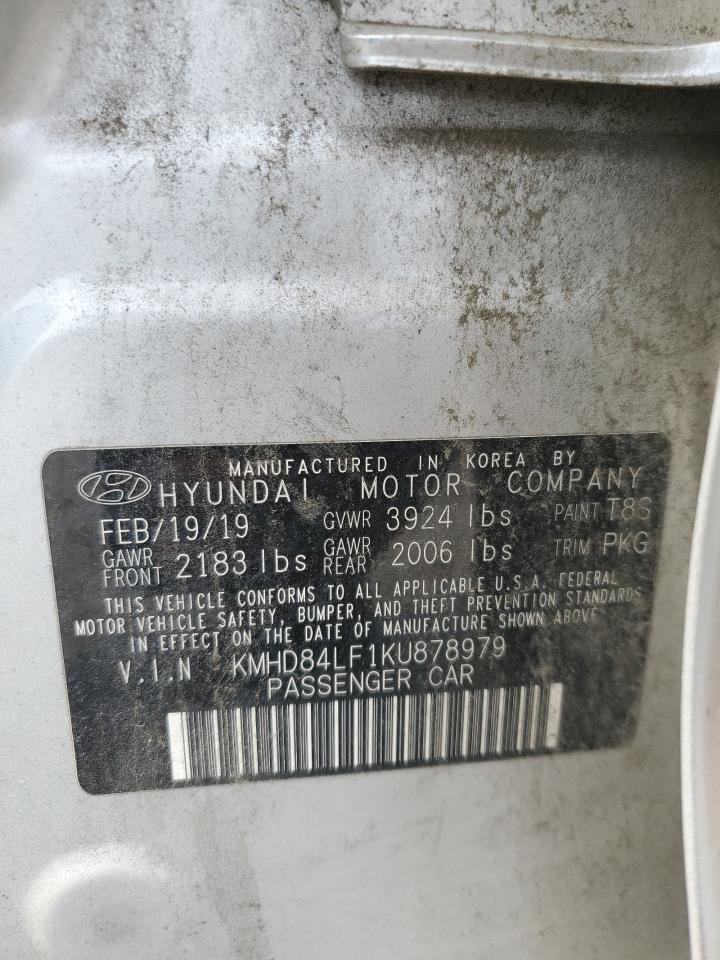 MANUFACTURED IN KOREA BY
HYUNDAI MOTOR COMPANY
FEB/19/19 GVWR 3924 lbs PAINT T8S
GAWR FRONT 2183 lbs GAWR REAR 2006 lbs TRIM PKG
THIS VEHICLE CONFORMS TO ALL APPLICABLE U.S.A. FEDERAL
MOTOR VEHICLE SAFETY, BUMPER, AND THEFT PREVENTION STANDARDS
IN EFFECT ON THE DATE OF MANUFACTURE SHOWN ABOVE
V.I.N KMHD84LF1KU878979
PASSENGER CAR